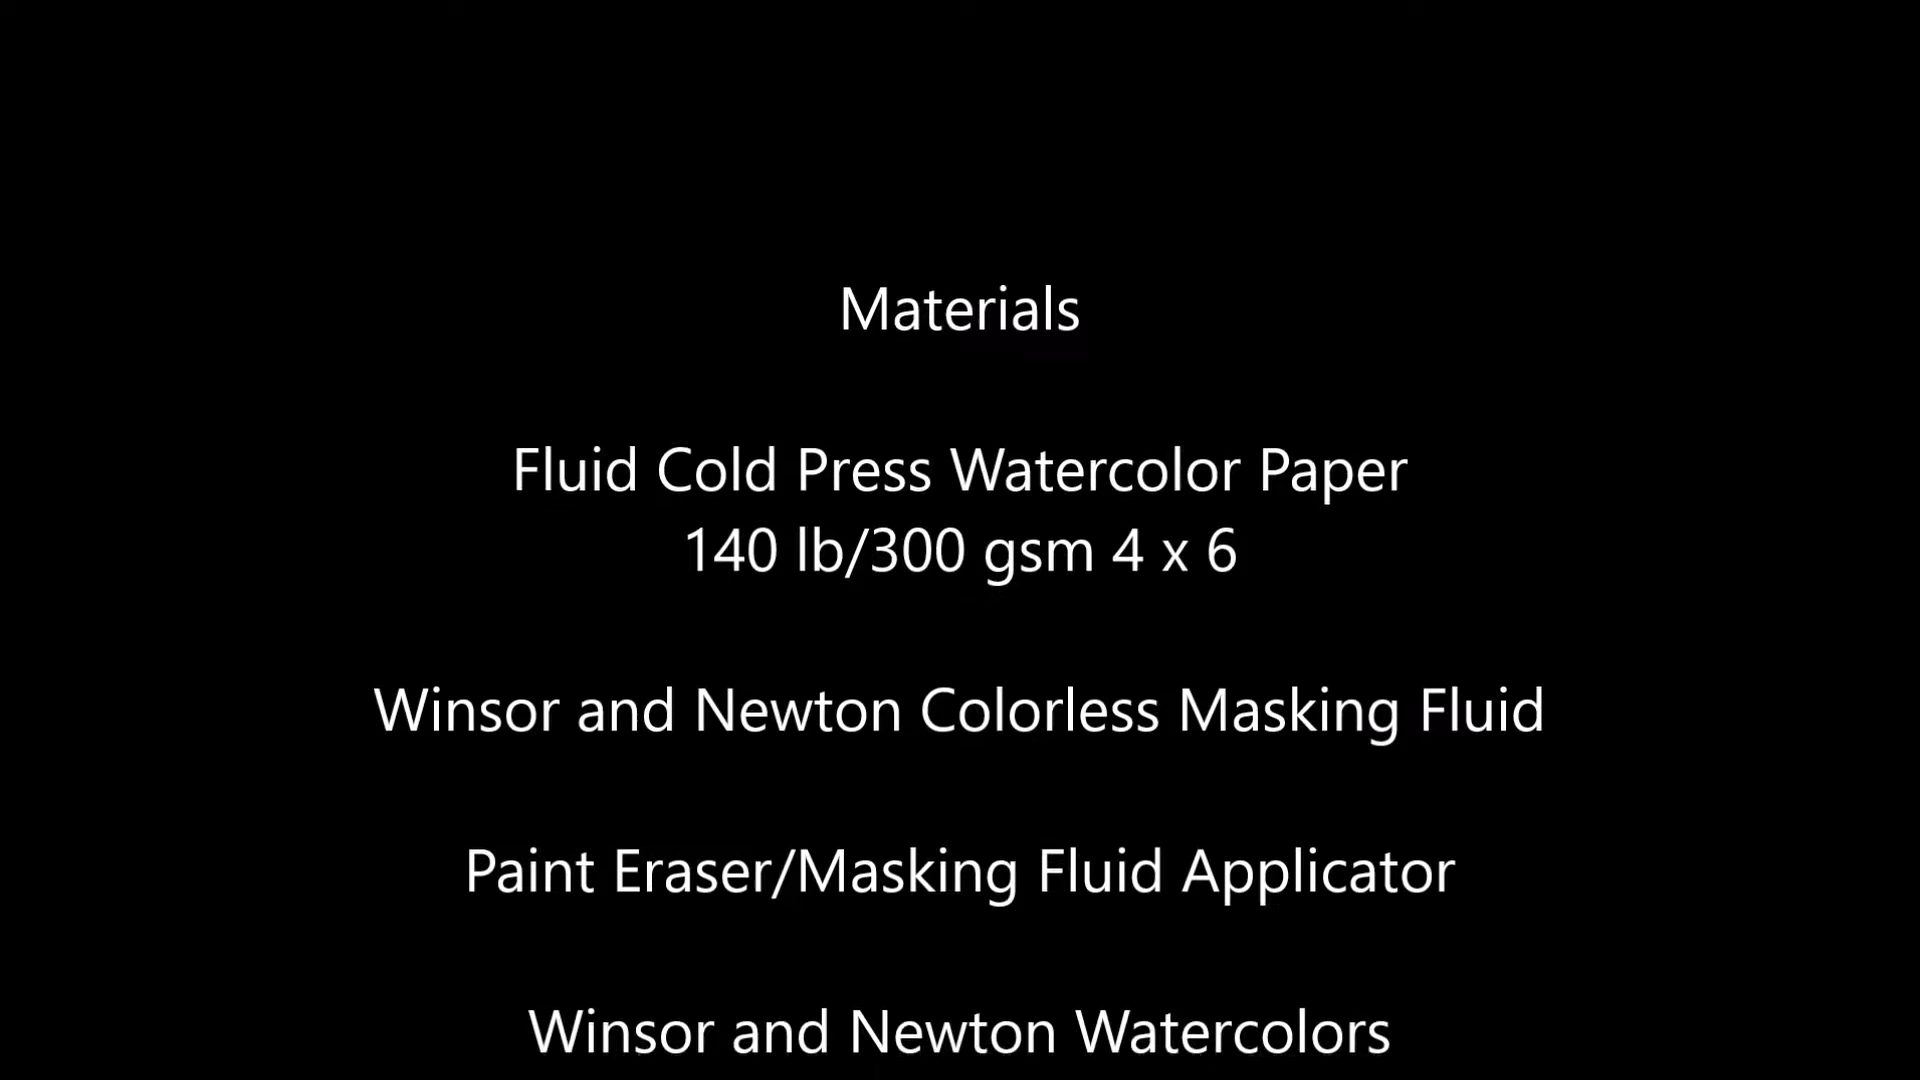 Materials
Fluid Cold Press Watercolor Paper
140 lb/300 gsm 4 x 6
Winsor and Newton Colorless Masking Fluid
Paint Eraser/Masking Fluid Applicator
Winsor and Newton Watercolors